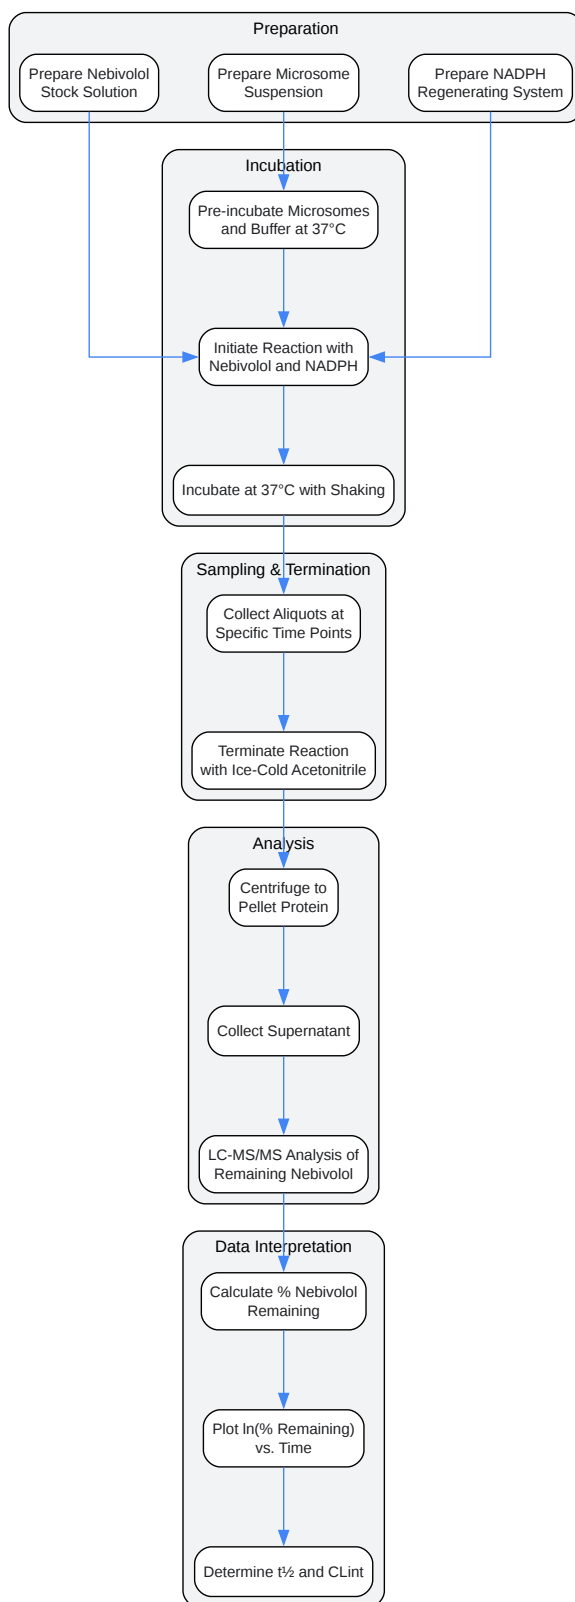 Preparation
Prepare Nebivolol
Stock Solution
Prepare Microsome
Suspension
Prepare NADPH
Regenerating System
Incubation
Pre-incubate Microsomes
and Buffer at 37°C
Initiate Reaction with
Nebivolol and NADPH
Incubate at 37°C with Shaking
Sampling & Termination
Collect Aliquots at
Specific Time Points
Terminate Reaction
with Ice-Cold Acetonitrile
Analysis
Centrifuge to
Pellet Protein
Collect Supernatant
LC-MS/MS Analysis of
Remaining Nebivolol
Data Interpretation
Calculate % Nebivolol
Remaining
Plot ln(% Remaining)
vs. Time
Determine t½ and CLint